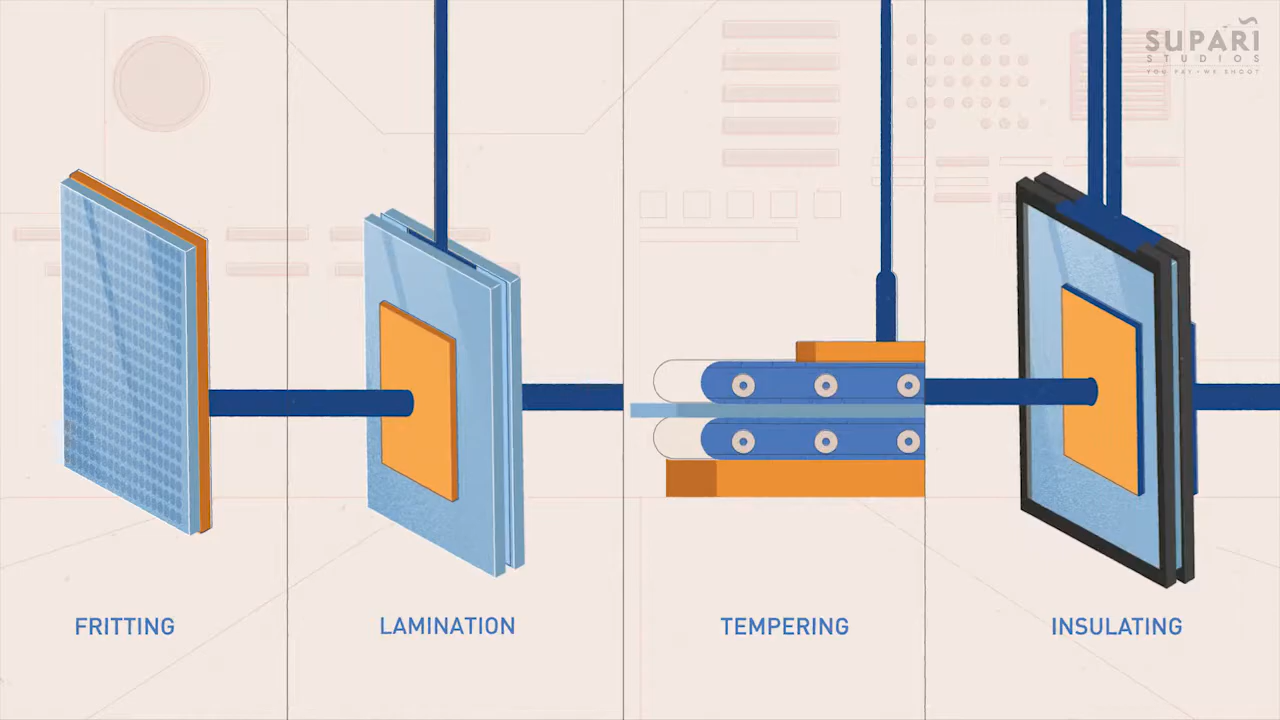 SUPARI
STUDIOS
YOU PAY • WE SHOOT
FRITTING
LAMINATION
TEMPERING
INSULATING